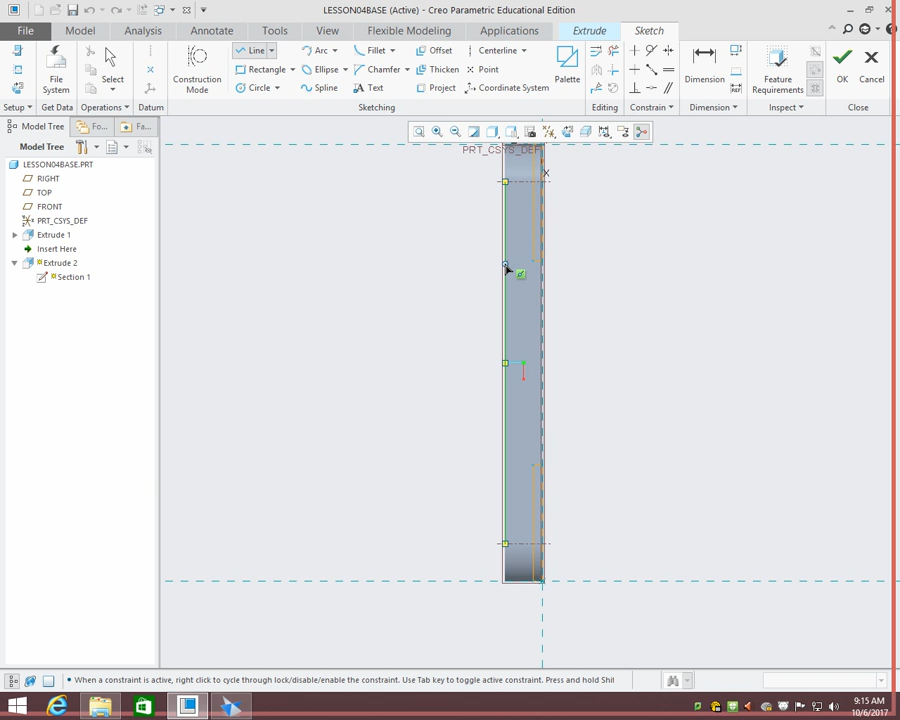 LESSON04BASE (Active) - Creo Parametric Educational Edition
File Model Analysis Annotate Tools View Flexible Modeling Applications Extrude Sketch
Line Arc Fillet Offset Centerline
Rectangle Ellipse Chamfer Thicken Point
Circle Spline Text Project Coordinate System
File System
Select
Construction Mode
Palette
Dimension
REF
Feature Requirements
OK Cancel
Setup Get Data Operations Datum Sketching Editing Constrain Dimension Inspect Close
Model Tree Fo... Fa...
Model Tree
LESSON04BASE.PRT
RIGHT
TOP
FRONT
PRT_CSYS_DEF
Extrude 1
Insert Here
Extrude 2
Section 1
PRT_CSYS_DEF
X
When a constraint is active, right click to cycle through lock/disable/enable the constraint. Use Tab key to toggle active constraint. Press and hold Shif
9:15 AM
10/6/2017